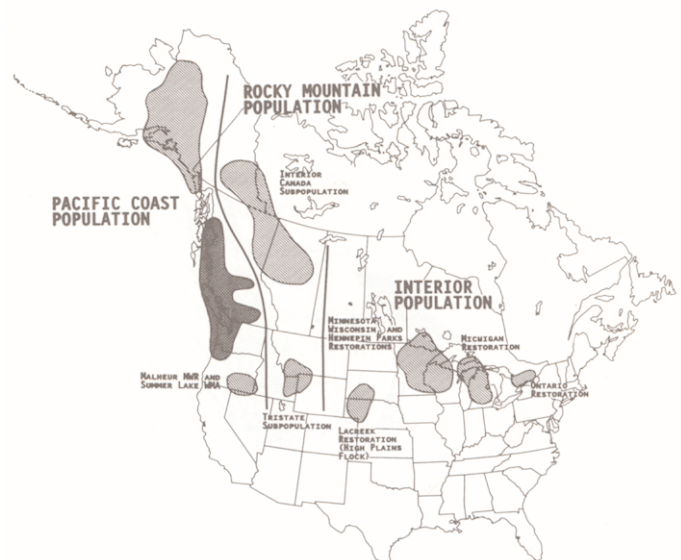 ROCKY MOUNTAIN
POPULATION
INTERIOR
CANADA
SUBPOPULATION
PACIFIC COAST
POPULATION
INTERIOR
POPULATION
MINNESOTA,
WISCONSIN, AND
HENNEPIN PARKS
RESTORATIONS
MICWIGAN
RESTORATION
MALHEUR NWR AND
SUMMER LAKE WMA
ONTARIO
RESTORATION
TRISTATE
SUBPOPULATION
LACREEK
RESTORATION
(HIGH PLAINS
FLOCK)